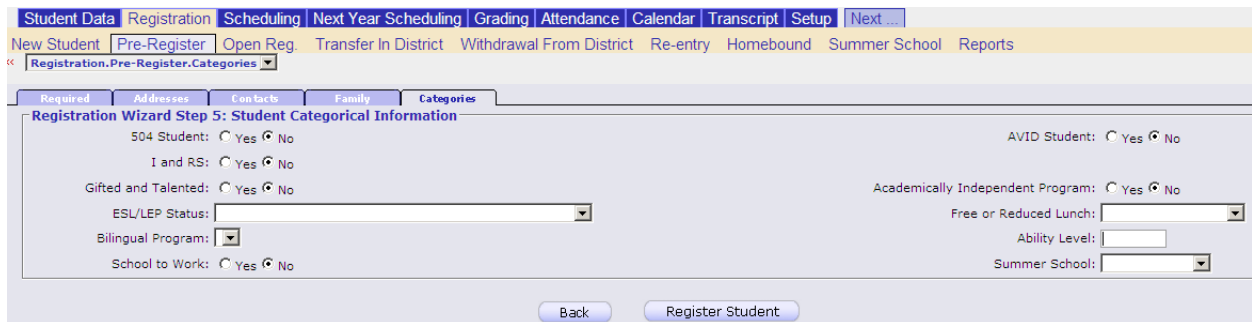 Student Data Registration Scheduling Next Year Scheduling Grading Attendance Calendar Transcript Setup Next ...
New Student Pre-Register Open Reg. Transfer In District Withdrawal From District Re-entry Homebound Summer School Reports
« Registration.Pre-Register.Categories
Required Addresses Contacts Family Categories
Registration Wizard Step 5: Student Categorical Information
504 Student: Yes No AVID Student: Yes No
I and RS: Yes No
Gifted and Talented: Yes No Academically Independent Program: Yes No
ESL/LEP Status: Free or Reduced Lunch:
Bilingual Program: Ability Level:
School to Work: Yes No Summer School:
Back Register Student